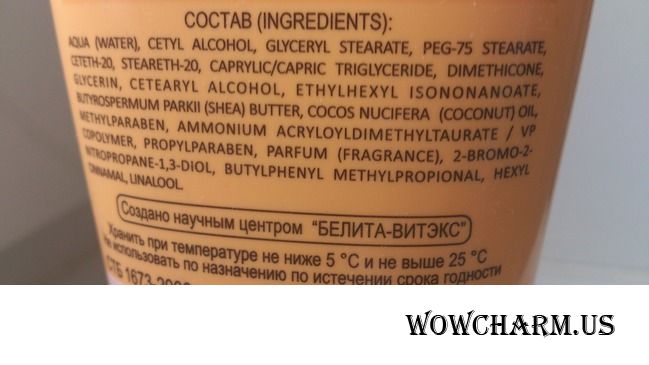 СОСТАВ (INGREDIENTS):
AQUA (WATER), CETYL ALCOHOL, GLYCERYL STEARATE, PEG-75 STEARATE,
CETETH-20, STEARETH-20, CAPRYLIC/CAPRIC TRIGLYCERIDE, DIMETHICONE,
GLYCERIN, CETEARYL ALCOHOL, ETHYLHEXYL ISONONANOATE,
BUTYROSPERMUM PARKII (SHEA) BUTTER, COCOS NUCIFERA (COCONUT) OIL,
METHYLPARABEN, AMMONIUM ACRYLOYLDIMETHYLTAURATE / VP
COPOLYMER, PROPYLPARABEN, PARFUM (FRAGRANCE), 2-BROMO-2-
NITROPROPANE-1,3-DIOL, BUTYLPHENYL METHYLPROPIONAL, HEXYL
CINNAMAL, LINALOOL.
Создано научным центром "БЕЛИТА-ВИТЭКС"
Хранить при температуре не ниже 5 °С и не выше 25 °С
Не использовать по назначению по истечении срока годности
СТБ 1673-
WOWCHARM.US